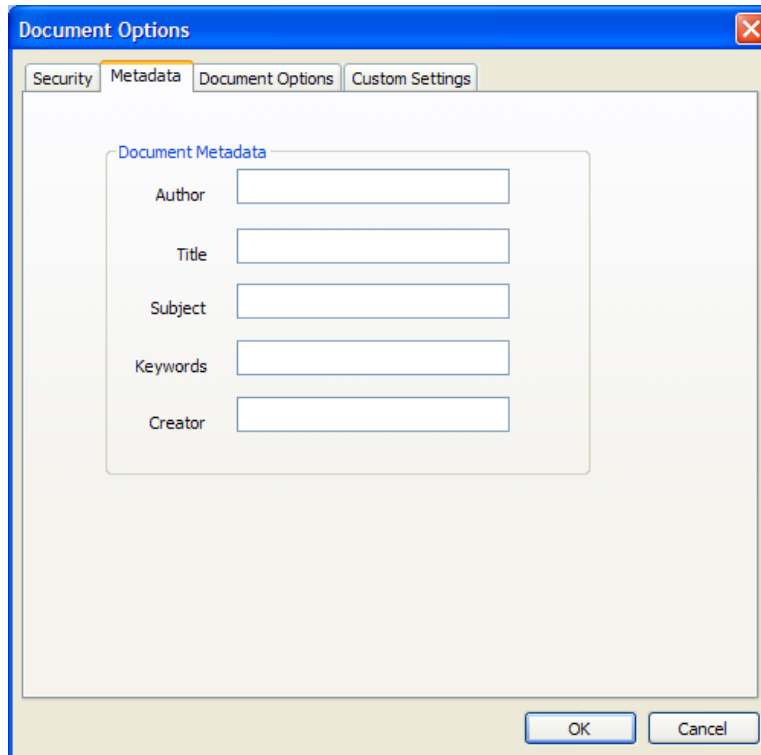 Document Options
Security Metadata Document Options Custom Settings
Document Metadata
Author
Title
Subject
Keywords
Creator
OK Cancel